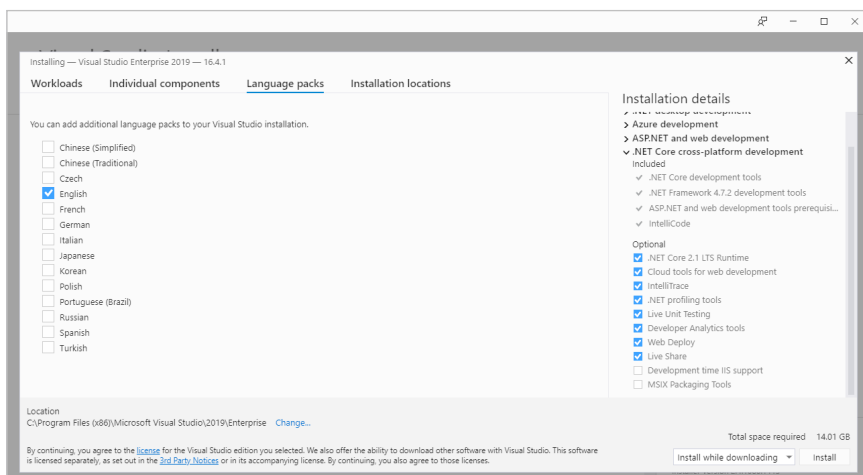 Installing — Visual Studio Enterprise 2019 — 16.4.1
Workloads Individual components Language packs Installation locations
You can add additional language packs to your Visual Studio installation.
Chinese (Simplified)
Chinese (Traditional)
Czech
English
French
German
Italian
Japanese
Korean
Polish
Portuguese (Brazil)
Russian
Spanish
Turkish
Installation details
.NET desktop development
Azure development
ASP.NET and web development
.NET Core cross-platform development
Included
.NET Core development tools
.NET Framework 4.7.2 development tools
ASP.NET and web development tools prerequisi...
IntelliCode
Optional
.NET Core 2.1 LTS Runtime
Cloud tools for web development
IntelliTrace
.NET profiling tools
Live Unit Testing
Developer Analytics tools
Web Deploy
Live Share
Development time IIS support
MSIX Packaging Tools
Location
C:\Program Files (x86)\Microsoft Visual Studio\2019\Enterprise Change...
By continuing, you agree to the license for the Visual Studio edition you selected. We also offer the ability to download other software with Visual Studio. This software
is licensed separately, as set out in the 3rd Party Notices or in its accompanying license. By continuing, you also agree to those licenses.
Total space required 14.01 GB
Install while downloading Install